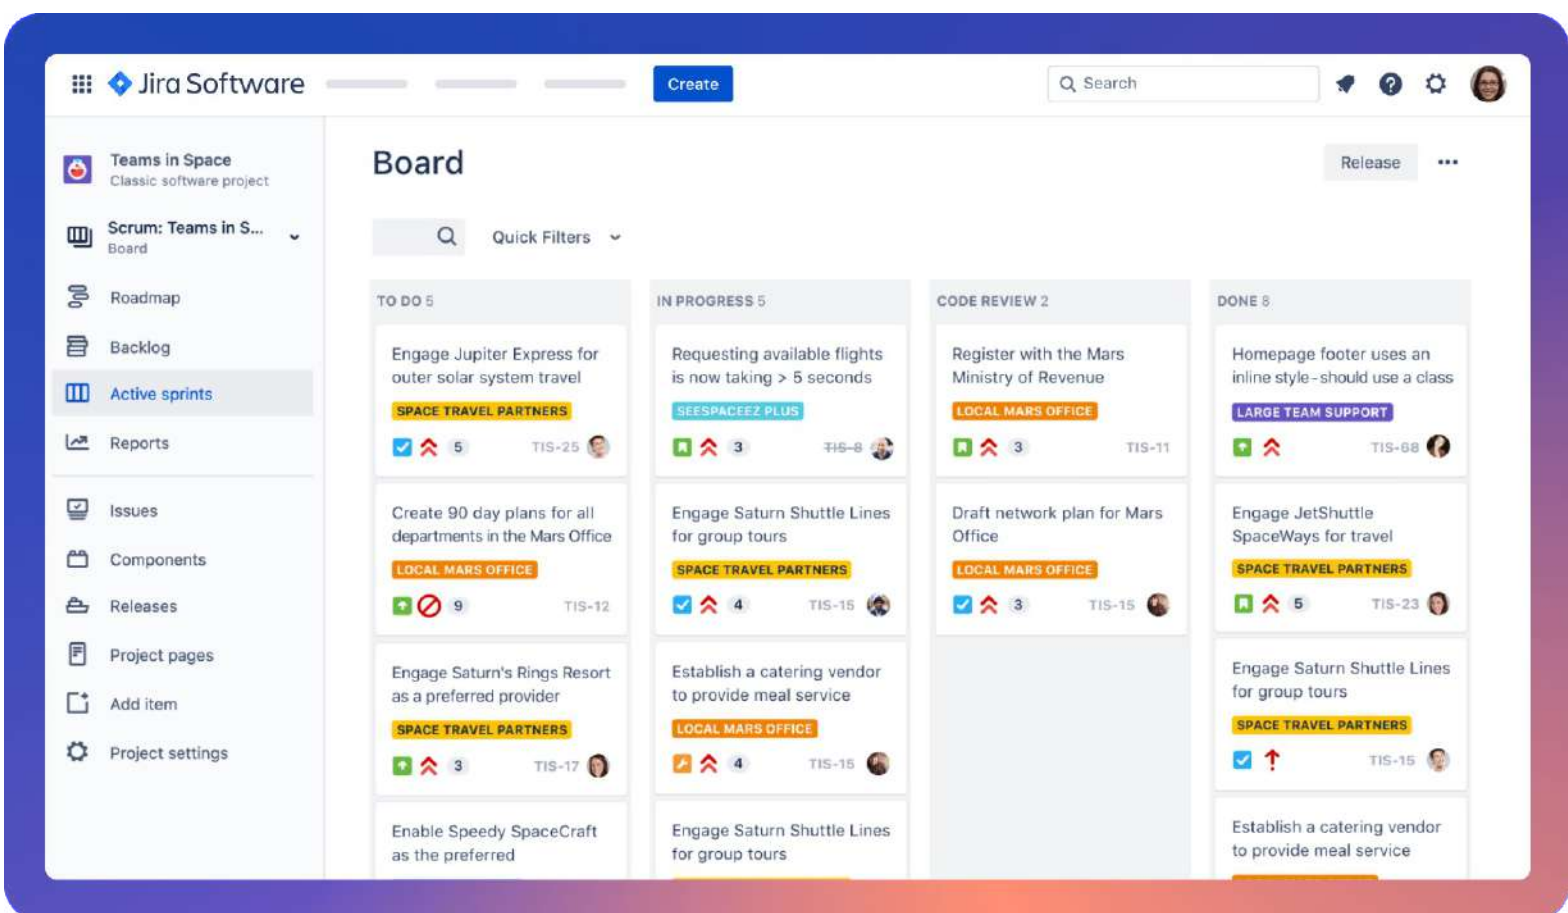 Jira Software
Create
Search
Teams in Space
Classic software project
Scrum: Teams in S...
Board
Roadmap
Backlog
Active sprints
Reports
Issues
Components
Releases
Project pages
Add item
Project settings
Board
Release
Quick Filters
TO DO 5
Engage Jupiter Express for
outer solar system travel
SPACE TRAVEL PARTNERS
5 TIS-25
Create 90 day plans for all
departments in the Mars Office
LOCAL MARS OFFICE
9 TIS-12
Engage Saturn's Rings Resort
as a preferred provider
SPACE TRAVEL PARTNERS
3 TIS-17
Enable Speedy SpaceCraft
as the preferred
IN PROGRESS 5
Requesting available flights
is now taking > 5 seconds
SEESPACEEZ PLUS
3 TIS-8
Engage Saturn Shuttle Lines
for group tours
SPACE TRAVEL PARTNERS
4 TIS-15
Establish a catering vendor
to provide meal service
LOCAL MARS OFFICE
4 TIS-15
Engage Saturn Shuttle Lines
for group tours
CODE REVIEW 2
Register with the Mars
Ministry of Revenue
LOCAL MARS OFFICE
3 TIS-11
Draft network plan for Mars
Office
LOCAL MARS OFFICE
3 TIS-15
DONE 8
Homepage footer uses an
inline style-should use a class
LARGE TEAM SUPPORT
TIS-68
Engage JetShuttle
SpaceWays for travel
SPACE TRAVEL PARTNERS
5 TIS-23
Engage Saturn Shuttle Lines
for group tours
SPACE TRAVEL PARTNERS
TIS-15
Establish a catering vendor
to provide meal service